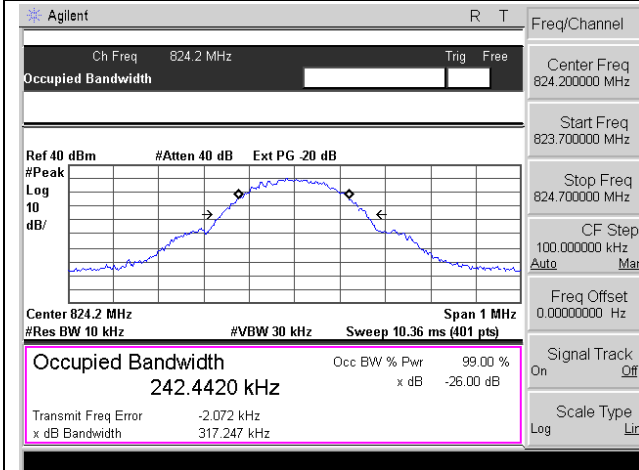 Agilent R T
Freq/Channel
Ch Freq 824.2 MHz Trig Free
Occupied Bandwidth
Center Freq
824.200000 MHz
Start Freq
823.700000 MHz
Stop Freq
824.700000 MHz
CF Step
100.000000 kHz
Auto Man
Freq Offset
0.00000000 Hz
Signal Track
On Off
Scale Type
Log Lin
Ref 40 dBm #Atten 40 dB Ext PG -20 dB
#Peak
Log
10
dB/
Center 824.2 MHz Span 1 MHz
#Res BW 10 kHz #VBW 30 kHz Sweep 10.36 ms (401 pts)
Occupied Bandwidth
242.4420 kHz
Occ BW % Pwr 99.00 %
x dB -26.00 dB
Transmit Freq Error -2.072 kHz
x dB Bandwidth 317.247 kHz